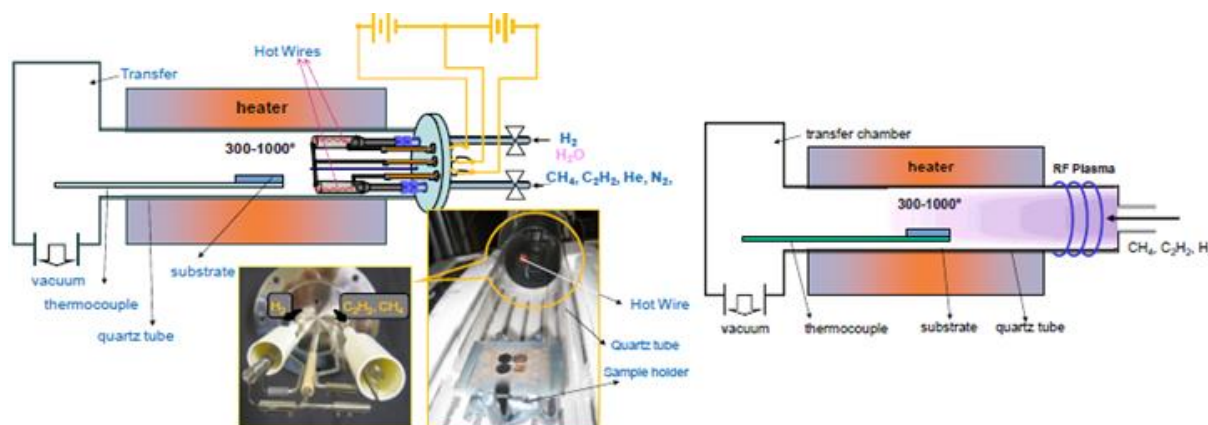 Hot Wires
Transfer
heater
300-1000°
H₂
H₂O
CH₄, C₂H₂, He, N₂,
substrate
vacuum
thermocouple
quartz tube
H₂
C₂H₂, CH₄
Hot Wire
Quartz tube
Sample holder
transfer chamber
heater
RF Plasma
300-1000°
CH₄, C₂H₂, H
vacuum
thermocouple
substrate
quartz tube